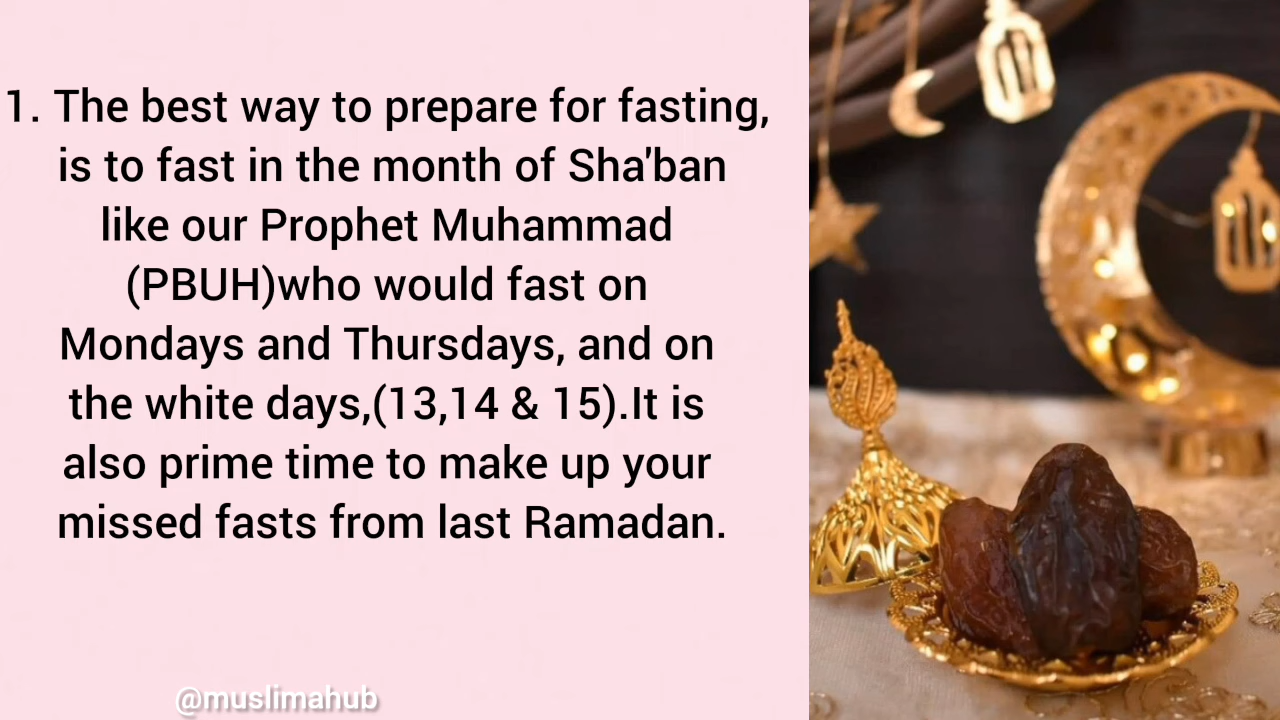 1. The best way to prepare for fasting,
is to fast in the month of Sha'ban
like our Prophet Muhammad
(PBUH)who would fast on
Mondays and Thursdays, and on
the white days,(13,14 & 15).It is
also prime time to make up your
missed fasts from last Ramadan.
@muslimahub